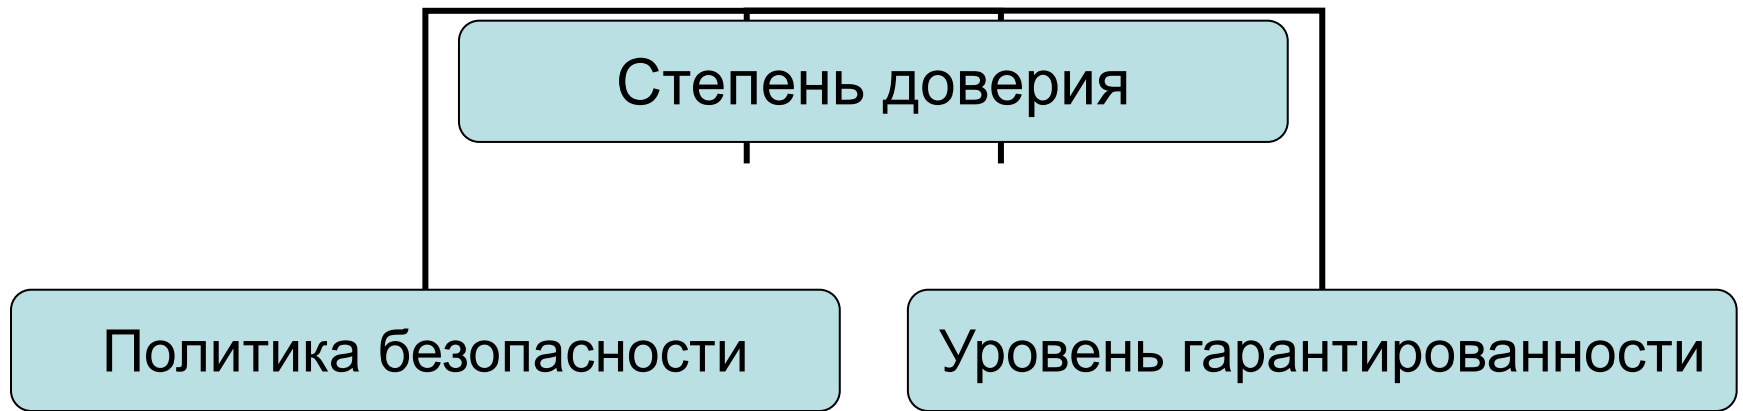 Степень доверия
Политика безопасности
Уровень гарантированности